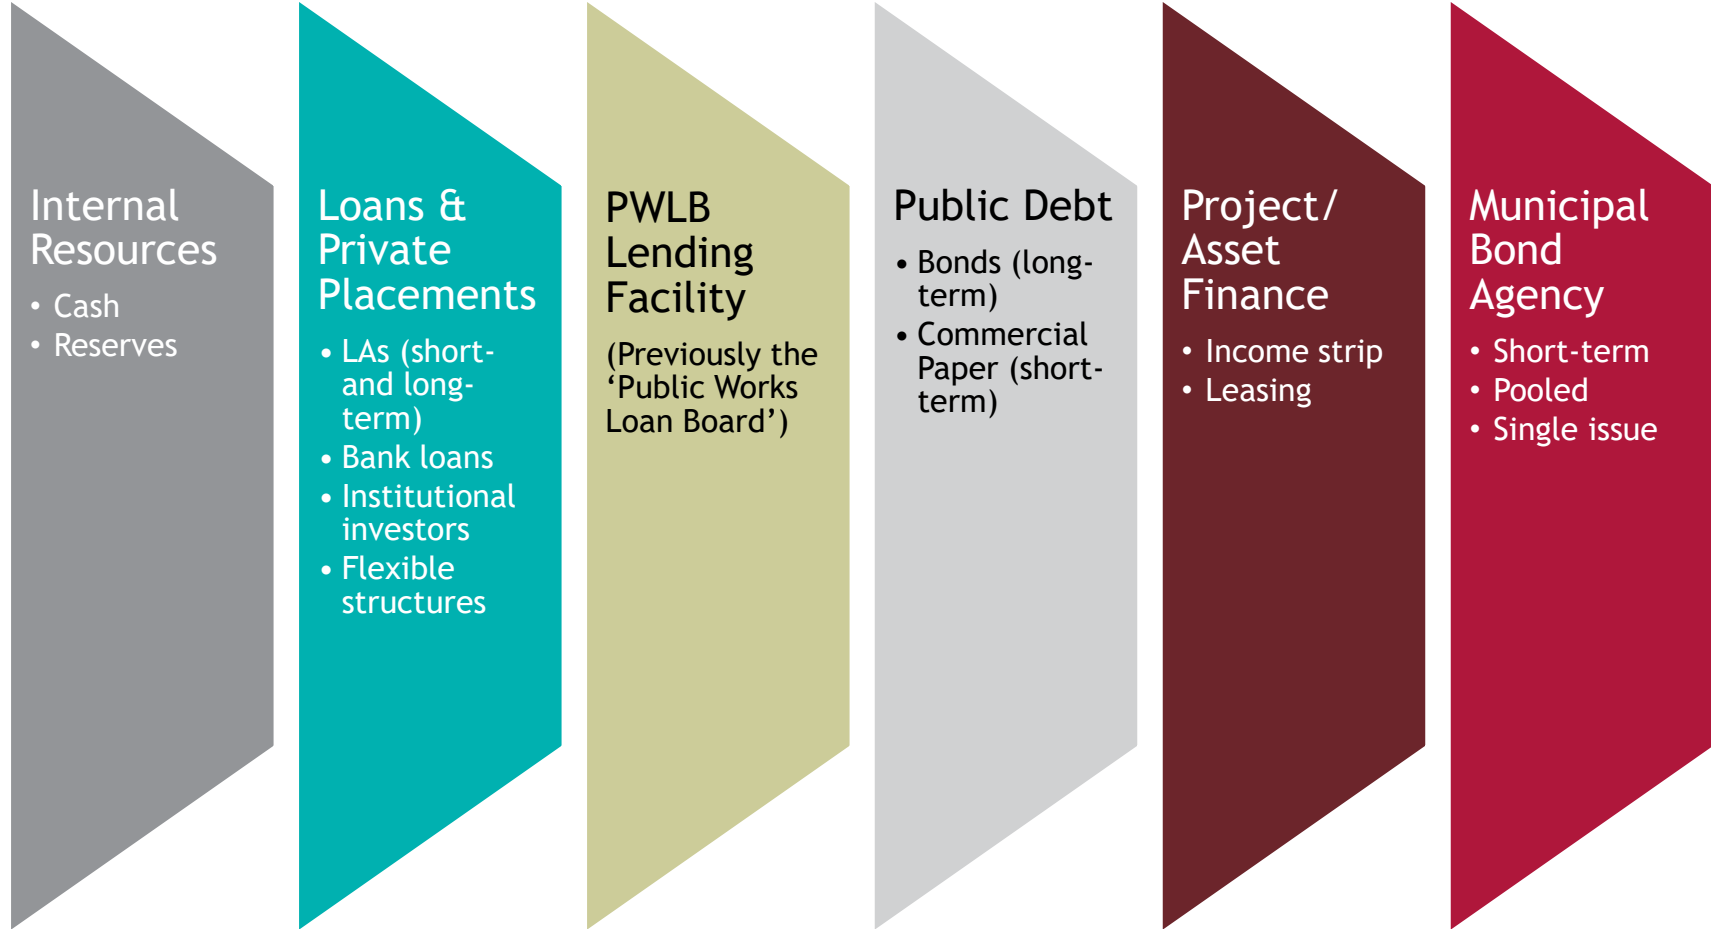 Internal
Resources
• Cash
• Reserves
Loans &
Private
Placements
• LAs (short-
and long-
term)
• Bank loans
• Institutional
investors
• Flexible
structures
PWLB
Lending
Facility
(Previously the
‘Public Works
Loan Board’)
Public Debt
• Bonds (long-
term)
• Commercial
Paper (short-
term)
Project/
Asset
Finance
• Income strip
• Leasing
Municipal
Bond
Agency
• Short-term
• Pooled
• Single issue